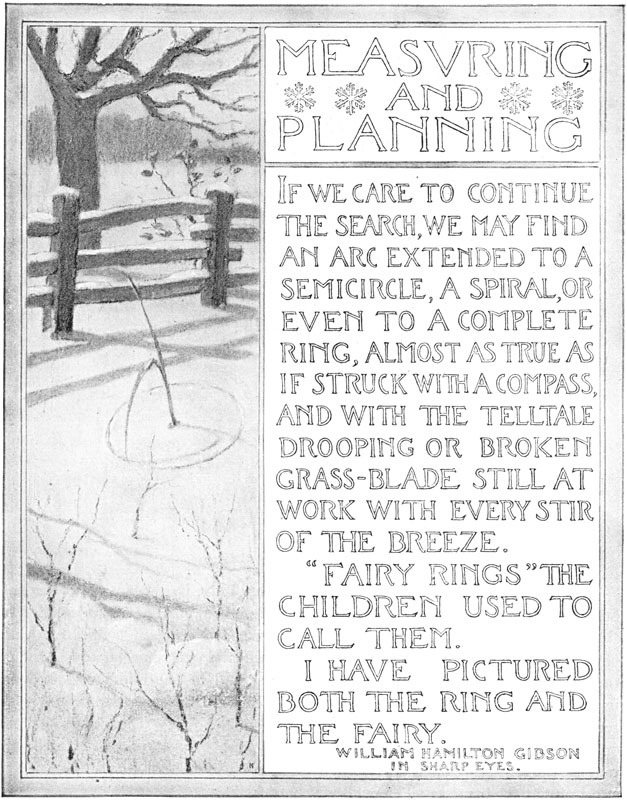 MEASVRING
AND
PLANNING
IF WE CARE TO CONTINUE
THE SEARCH, WE MAY FIND
AN ARC EXTENDED TO A
SEMICIRCLE, A SPIRAL, OR
EVEN TO A COMPLETE
RING, ALMOST AS TRUE AS
IF STRUCK WITH A COMPASS,
AND WITH THE TELLTALE
DROOPING OR BROKEN
GRASS-BLADE STILL AT
WORK WITH EVERY STIR
OF THE BREEZE.
"FAIRY RINGS" THE
CHILDREN USED TO
CALL THEM.
I HAVE PICTURED
BOTH THE RING AND
THE FAIRY.
WILLIAM HAMILTON GIBSON
IN SHARP EYES.